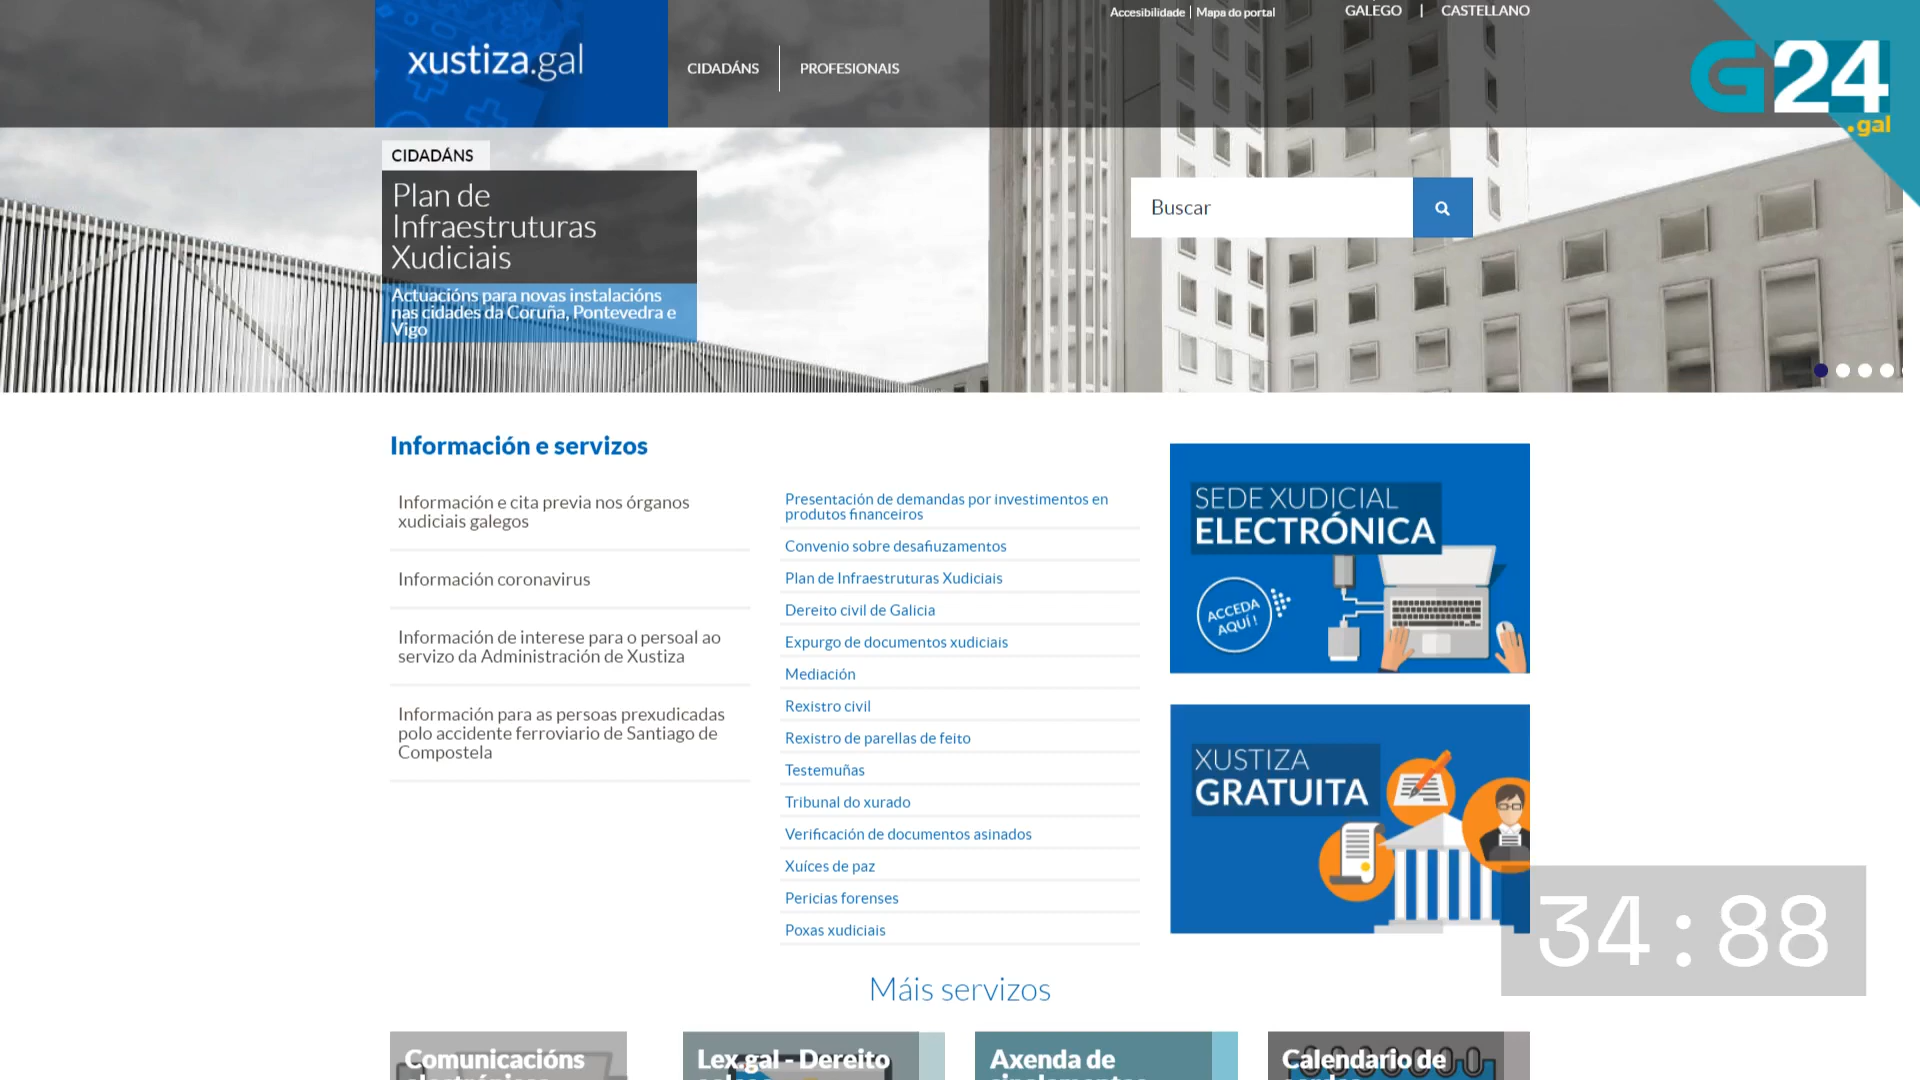 Accesibilidade | Mapa do portal
GALEGO | CASTELLANO
xustiza.gal
CIDADÁNS
PROFESIONAIS
G24
.gal
CIDADÁNS
Plan de
Infraestruturas
Xudiciais
Actuacións para novas instalacións
nas cidades da Coruña, Pontevedra e
Vigo
Buscar
Información e servizos
Información e cita previa nos órganos
xudiciais galegos
Información coronavirus
Información de interese para o persoal ao
servizo da Administración de Xustiza
Información para as persoas prexudicadas
polo accidente ferroviario de Santiago de
Compostela
Presentación de demandas por investimentos en
produtos financeiros
Convenio sobre desafiuzamentos
Plan de Infraestruturas Xudiciais
Dereito civil de Galicia
Expurgo de documentos xudiciais
Mediación
Rexistro civil
Rexistro de parellas de feito
Testemuñas
Tribunal do xurado
Verificación de documentos asinados
Xuíces de paz
Pericias forenses
Poxas xudiciais
SEDE XUDICIAL
ELECTRÓNICA
ACCEDA
AQUÍ !
XUSTIZA
GRATUITA
34:88
Máis servizos
Comunicacións
Lex.gal - Dereito
Axenda de
Calendario de